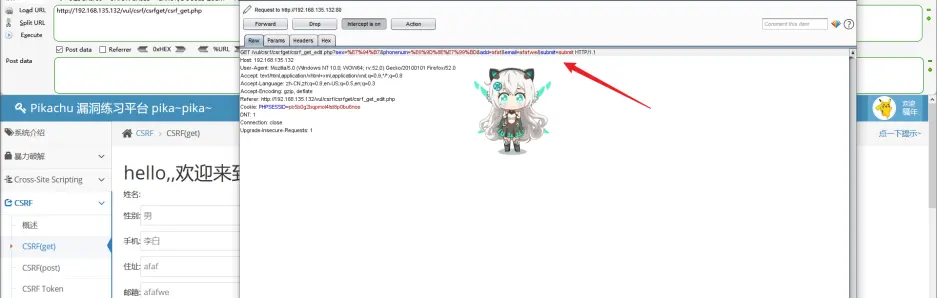 Load URL
http://192.168.135.132/vul/csrf/csrfget/csrf_get.php
Split URL
Execute
Post data
Referrer
0xHEX
%URL
Post data
Request to http://192.168.135.132:80
Forward
Drop
Intercept is on
Action
Comment this item
Raw
Params
Headers
Hex
GET /vul/csrf/csrfget/csrf_get_edit.php?sex=%E7%94%B7&phonenum=%E6%9D%8E%E7%99%BD&add=afaf&email=afafwe&submit=submit HTTP/1.1
Host: 192.168.135.132
User-Agent: Mozilla/5.0 (Windows NT 10.0; WOW64; rv:52.0) Gecko/20100101 Firefox/52.0
Accept: text/html,application/xhtml+xml,application/xml;q=0.9,*/*;q=0.8
Accept-Language: zh-CN,zh;q=0.8,en-US;q=0.5,en;q=0.3
Accept-Encoding: gzip, deflate
Referer: http://192.168.135.132/vul/csrf/csrfget/csrf_get_edit.php
Cookie:
DNT: 1
Connection: close
Upgrade-Insecure-Requests: 1
Pikachu 漏洞练习平台 pika~pika~
欢迎
骚年
系统介绍
CSRF
CSRF(get)
点一下提示~
暴力破解
Cross-Site Scripting
hello,,欢迎来到
CSRF
姓名:
概述
性别:
男
CSRF(get)
手机:
李白
CSRF(post)
住址:
afaf
CSRF Token
邮箱:
afafwe